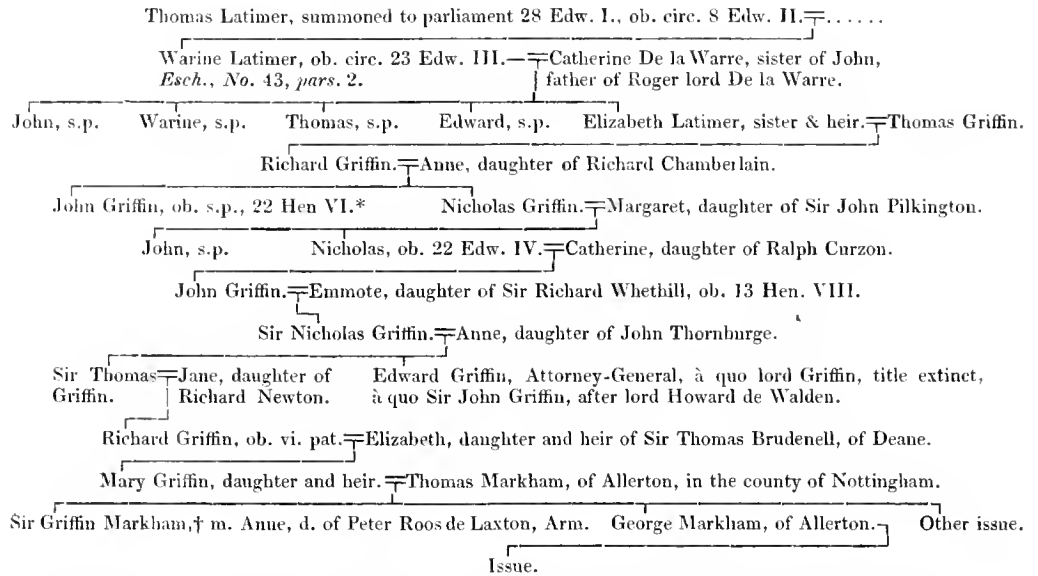 Thomas Latimer, summoned to parliament 28 Edw. I., ob. circ. 8 Edw. II.=......
Warine Latimer, ob. circ. 23 Edw. III.—=Catherine De la Warre, sister of John,
Esch., No. 43, pars. 2. father of Roger lord De la Warre.
John, s.p. Warine, s.p. Thomas, s.p. Edward, s.p. Elizabeth Latimer, sister & heir.=Thomas Griffin.
Richard Griffin.=Anne, daughter of Richard Chamberlain.
John Griffin, ob. s.p., 22 Hen VI.* Nicholas Griffin.=Margaret, daughter of Sir John Pilkington.
John, s.p. Nicholas, ob. 22 Edw. IV.=Catherine, daughter of Ralph Curzon.
John Griffin.=Emmote, daughter of Sir Richard Whethill, ob. 13 Hen. VIII.
Sir Nicholas Griffin.=Anne, daughter of John Thornburge.
Sir Thomas=Jane, daughter of Edward Griffin, Attorney-General, à quo lord Griffin, title extinct,
Griffin. Richard Newton. à quo Sir John Griffin, after lord Howard de Walden.
Richard Griffin, ob. vi. pat.=Elizabeth, daughter and heir of Sir Thomas Brudenell, of Deane.
Mary Griffin, daughter and heir.=Thomas Markham, of Allerton, in the county of Nottingham.
Sir Griffin Markham,† m. Anne, d. of Peter Roos de Laxton, Arm. George Markham, of Allerton. Other issue.
Issue.